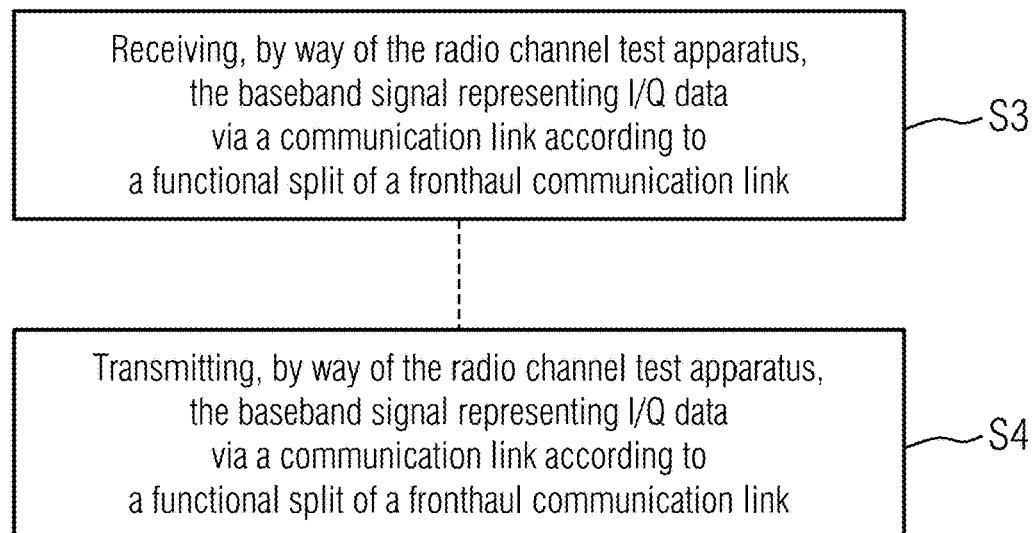 Receiving, by way of the radio channel test apparatus,
the baseband signal representing I/Q data
via a communication link according to
a functional split of a fronthaul communication link
S3
Transmitting, by way of the radio channel test apparatus,
the baseband signal representing I/Q data
via a communication link according to
a functional split of a fronthaul communication link
S4